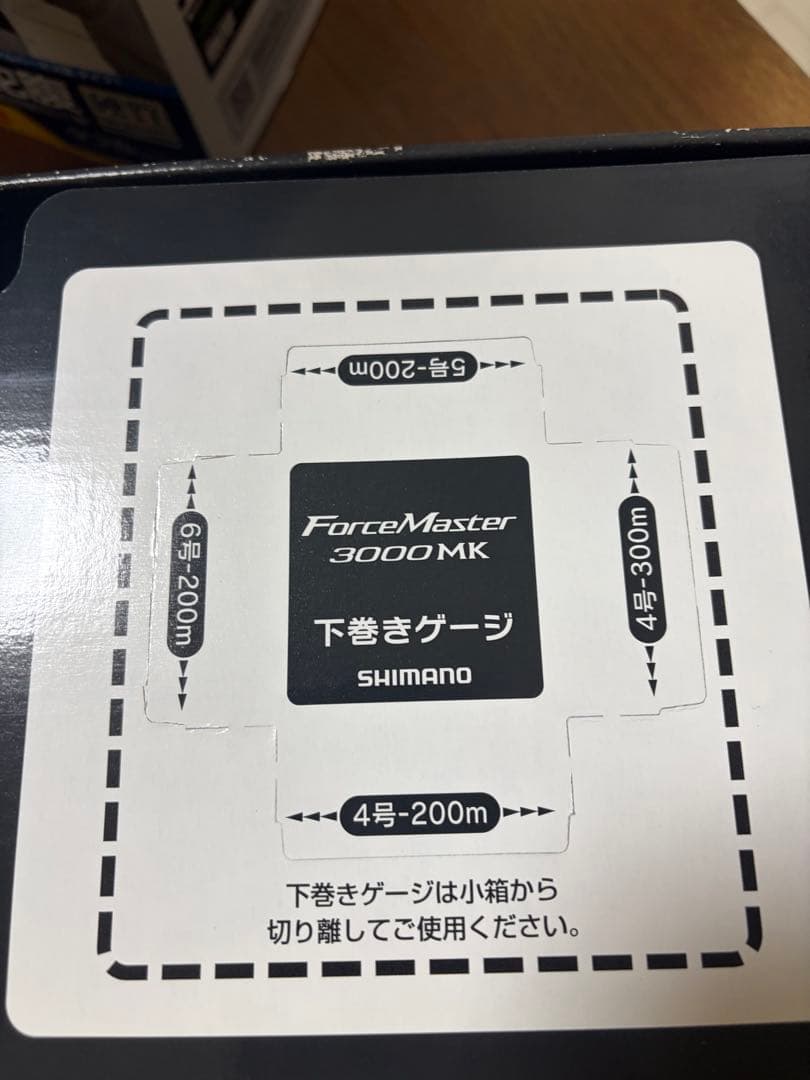 5号-200m
6号-200m
4号-300m
ForceMaster
3000MK
下巻きゲージ
SHIMANO
4号-200m
下巻きゲージは小箱から
切り離してご使用ください。